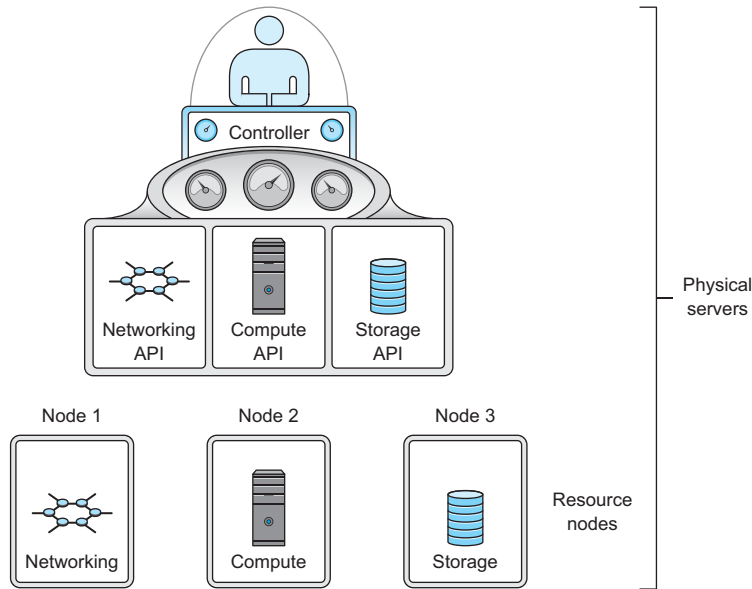 Controller
Networking
API
Compute
API
Storage
API
Physical
servers
Node 1
Node 2
Node 3
Networking
Compute
Storage
Resource
nodes